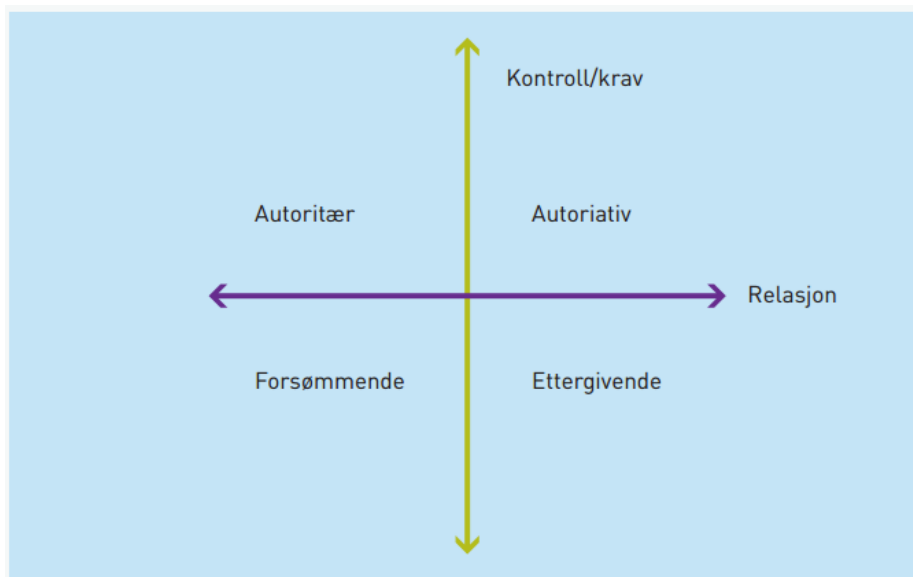 Kontroll/krav
Autoritær
Autoriativ
Relasjon
Forsømmende
Ettergivende